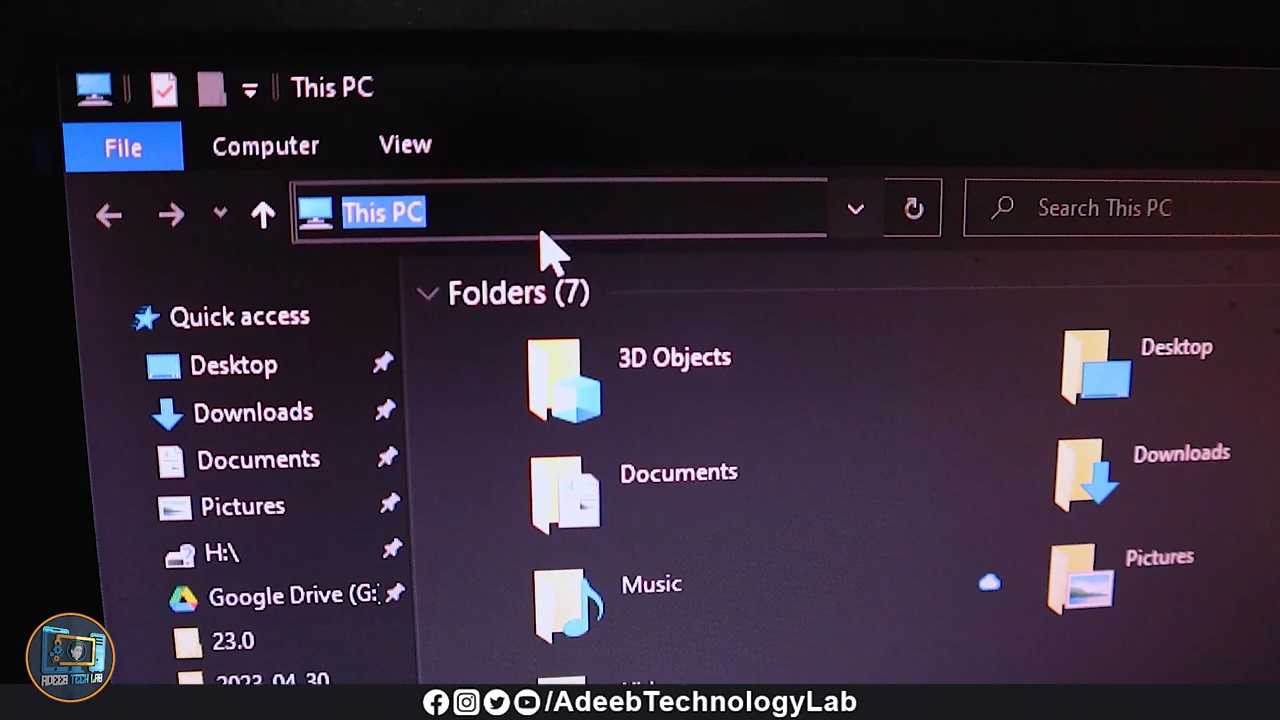 This PC
File Computer View
This PC
Search This PC
Folders (7)
Quick access
Desktop
Downloads
Documents
Pictures
H:\
Google Drive (G:
23.0
2023 04 30
3D Objects
Desktop
Documents
Downloads
Music
Pictures
ADEEB TECH LAB
/AdeebTechnologyLab